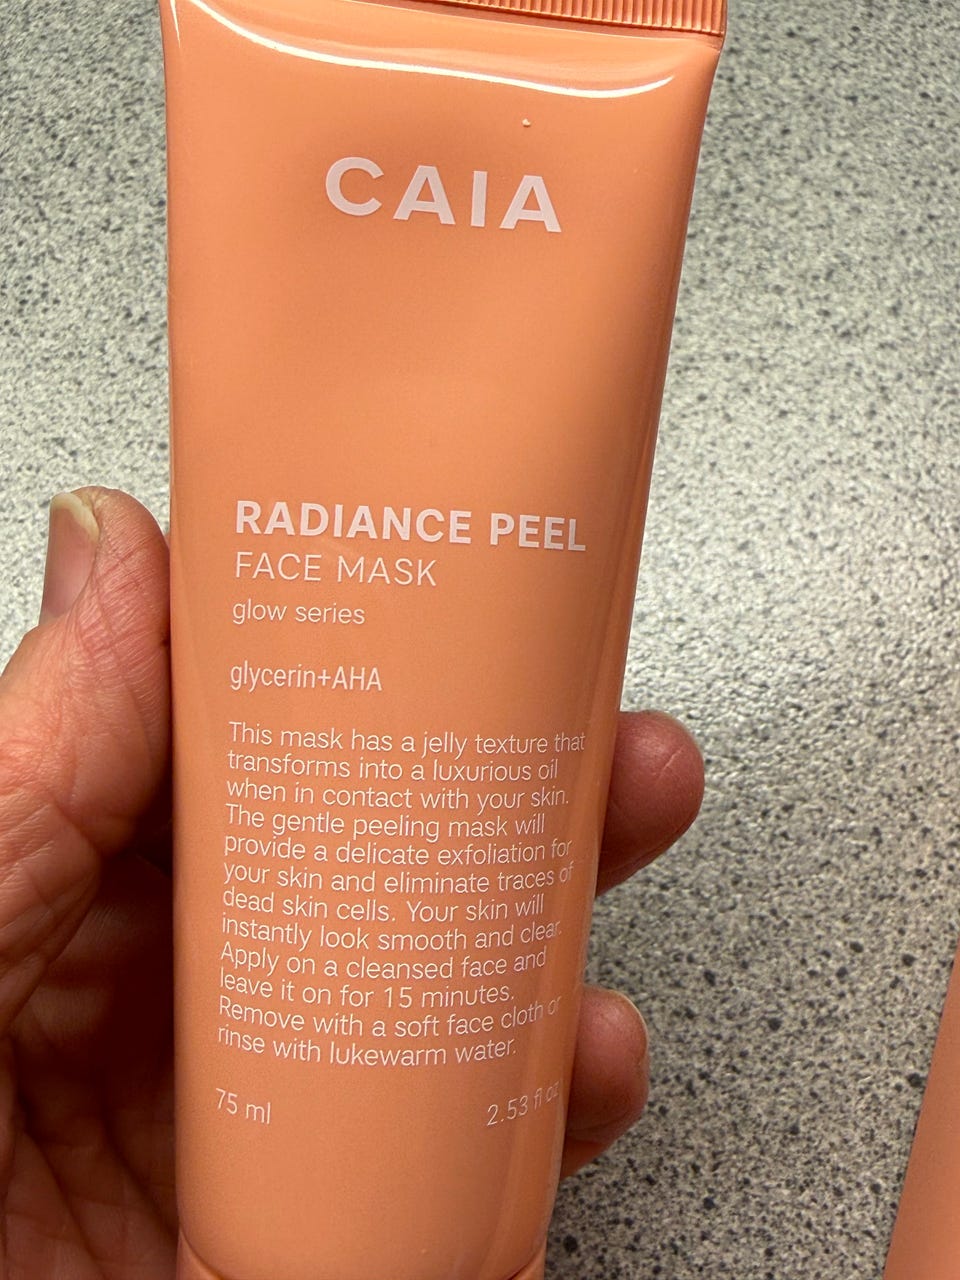 CAIA
RADIANCE PEEL
FACE MASK
glow series
glycerin+AHA
This mask has a jelly texture that
transforms into a luxurious oil
when in contact with your skin.
The gentle peeling mask will
provide a delicate exfoliation for
your skin and eliminate traces of
dead skin cells. Your skin will
instantly look smooth and clear.
Apply on a cleansed face and
leave it on for 15 minutes.
Remove with a soft face cloth or
rinse with lukewarm water.
75 ml 2.53 fl oz